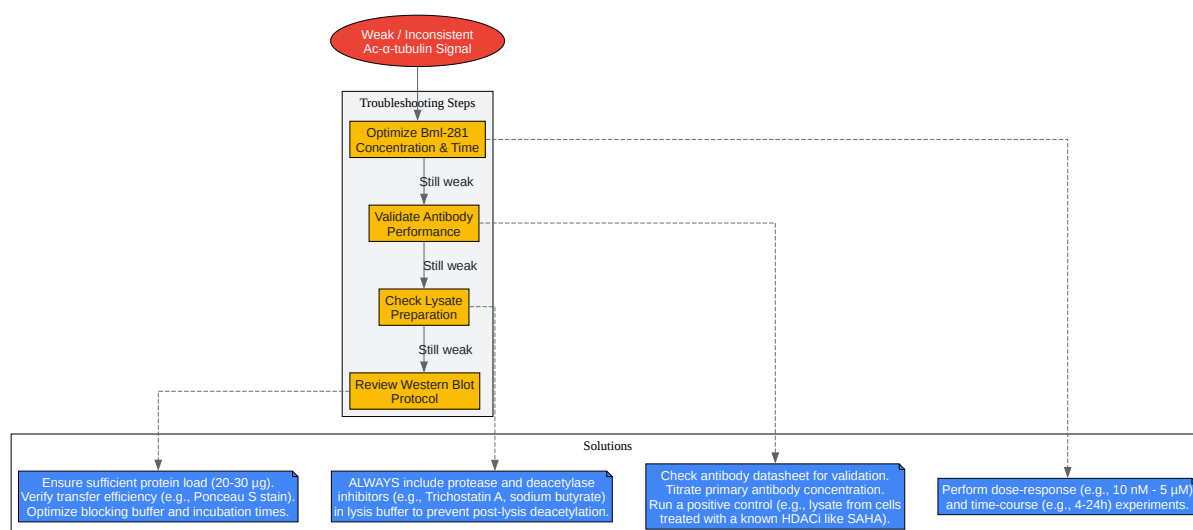 Weak / Inconsistent
Ac-α-tubulin Signal
Troubleshooting Steps
Optimize Bml-281
Concentration & Time
Still weak
Validate Antibody
Performance
Still weak
Check Lysate
Preparation
Still weak
Review Western Blot
Protocol
Solutions
Ensure sufficient protein load (20-30 µg).
Verify transfer efficiency (e.g., Ponceau S stain).
Optimize blocking buffer and incubation times.
ALWAYS include protease and deacetylase
inhibitors (e.g., Trichostatin A, sodium butyrate)
in lysis buffer to prevent post-lysis deacetylation.
Check antibody datasheet for validation.
Titrate primary antibody concentration.
Run a positive control (e.g., lysate from cells
treated with a known HDACi like SAHA).
Perform dose-response (e.g., 10 nM - 5 µM)
and time-course (e.g., 4-24h) experiments.